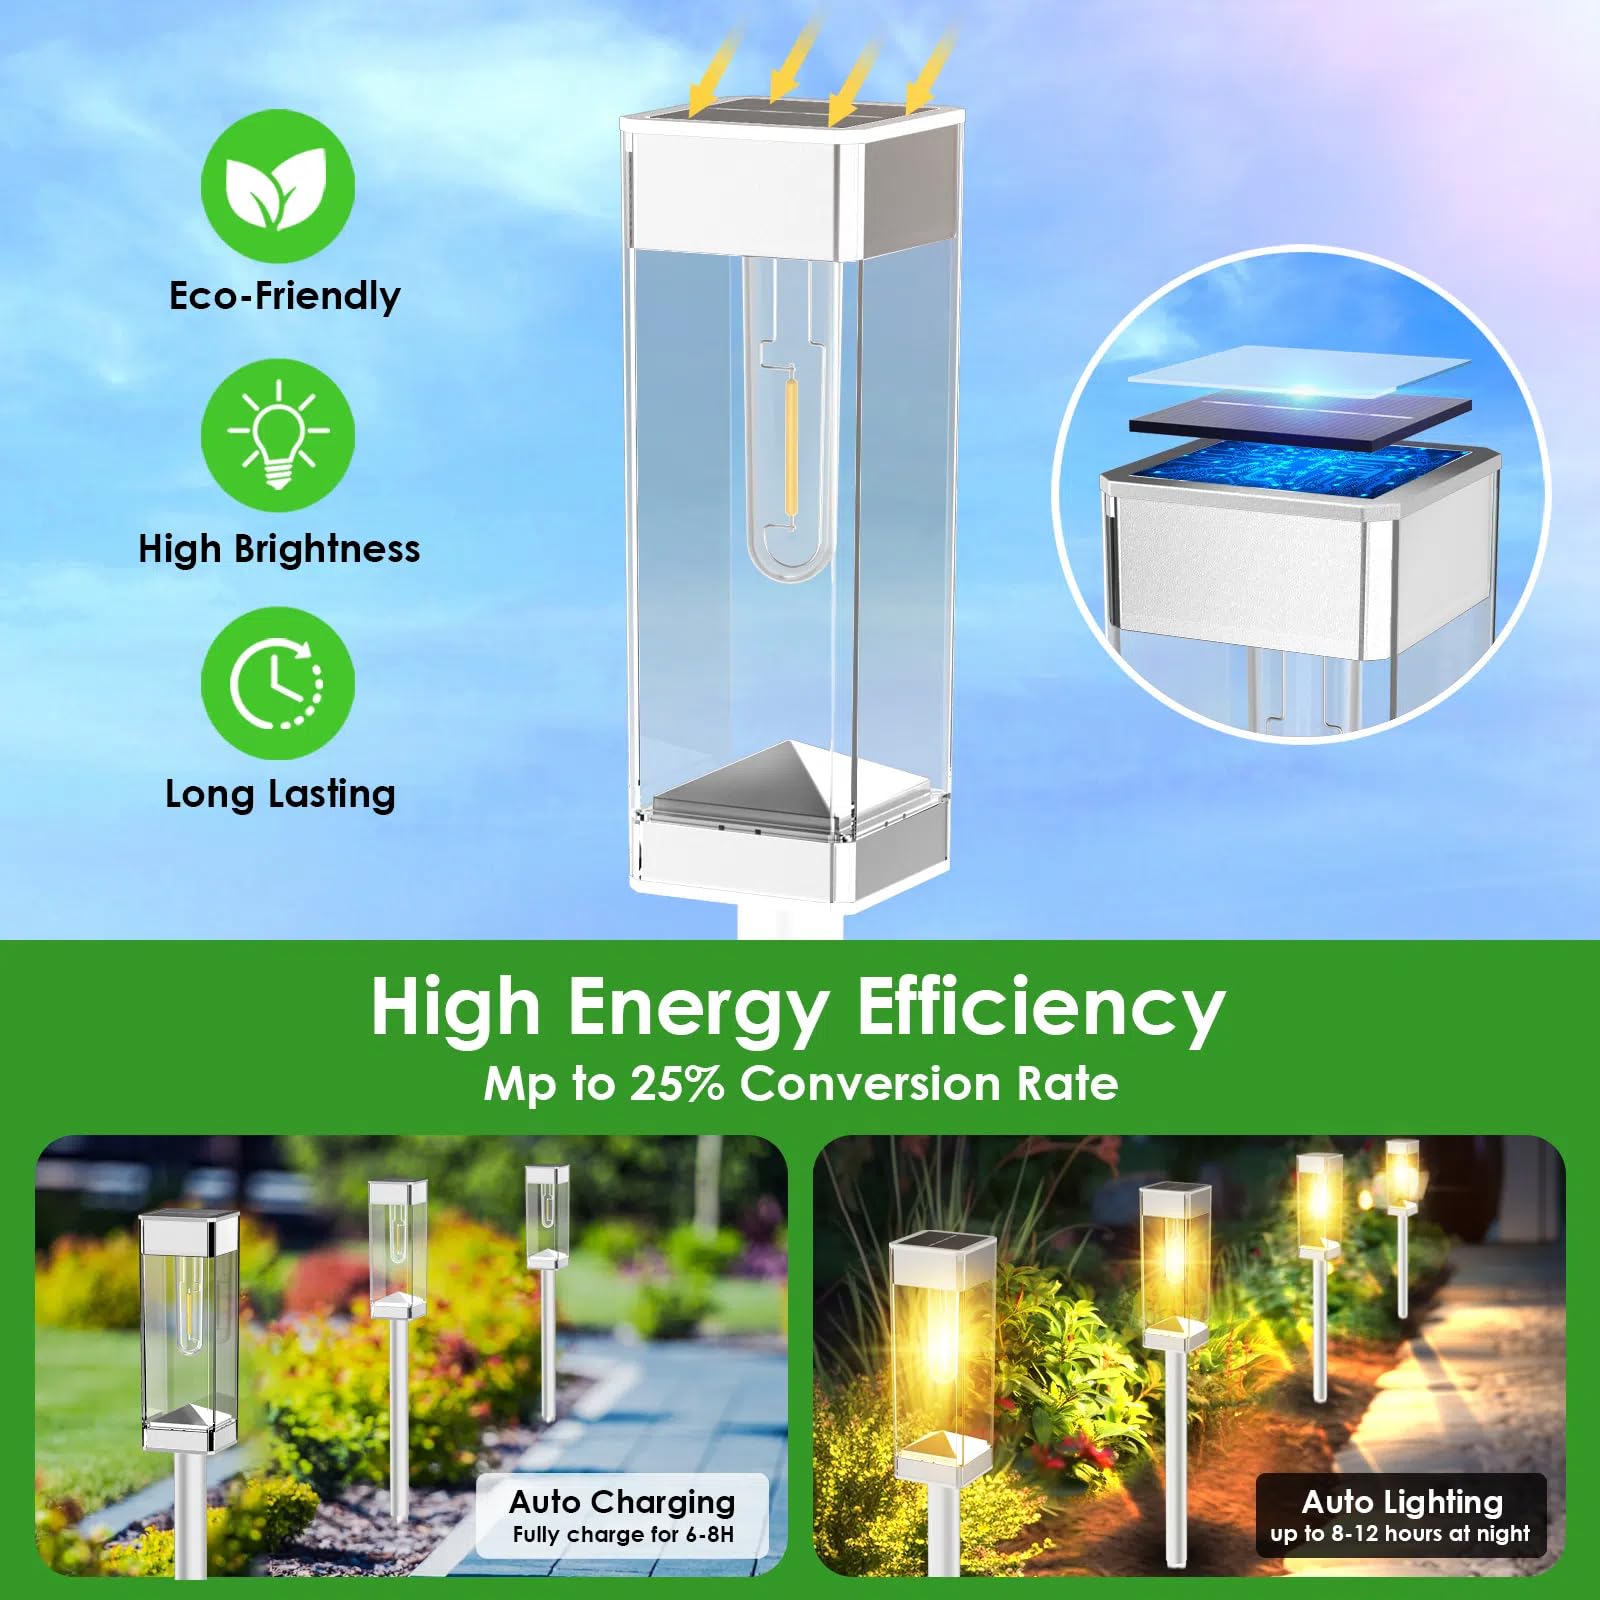 Eco-Friendly
High Brightness
Long Lasting
High Energy Efficiency
Mp to 25% Conversion Rate
Auto Charging
Fully charge for 6-8H
Auto Lighting
up to 8-12 hours at night